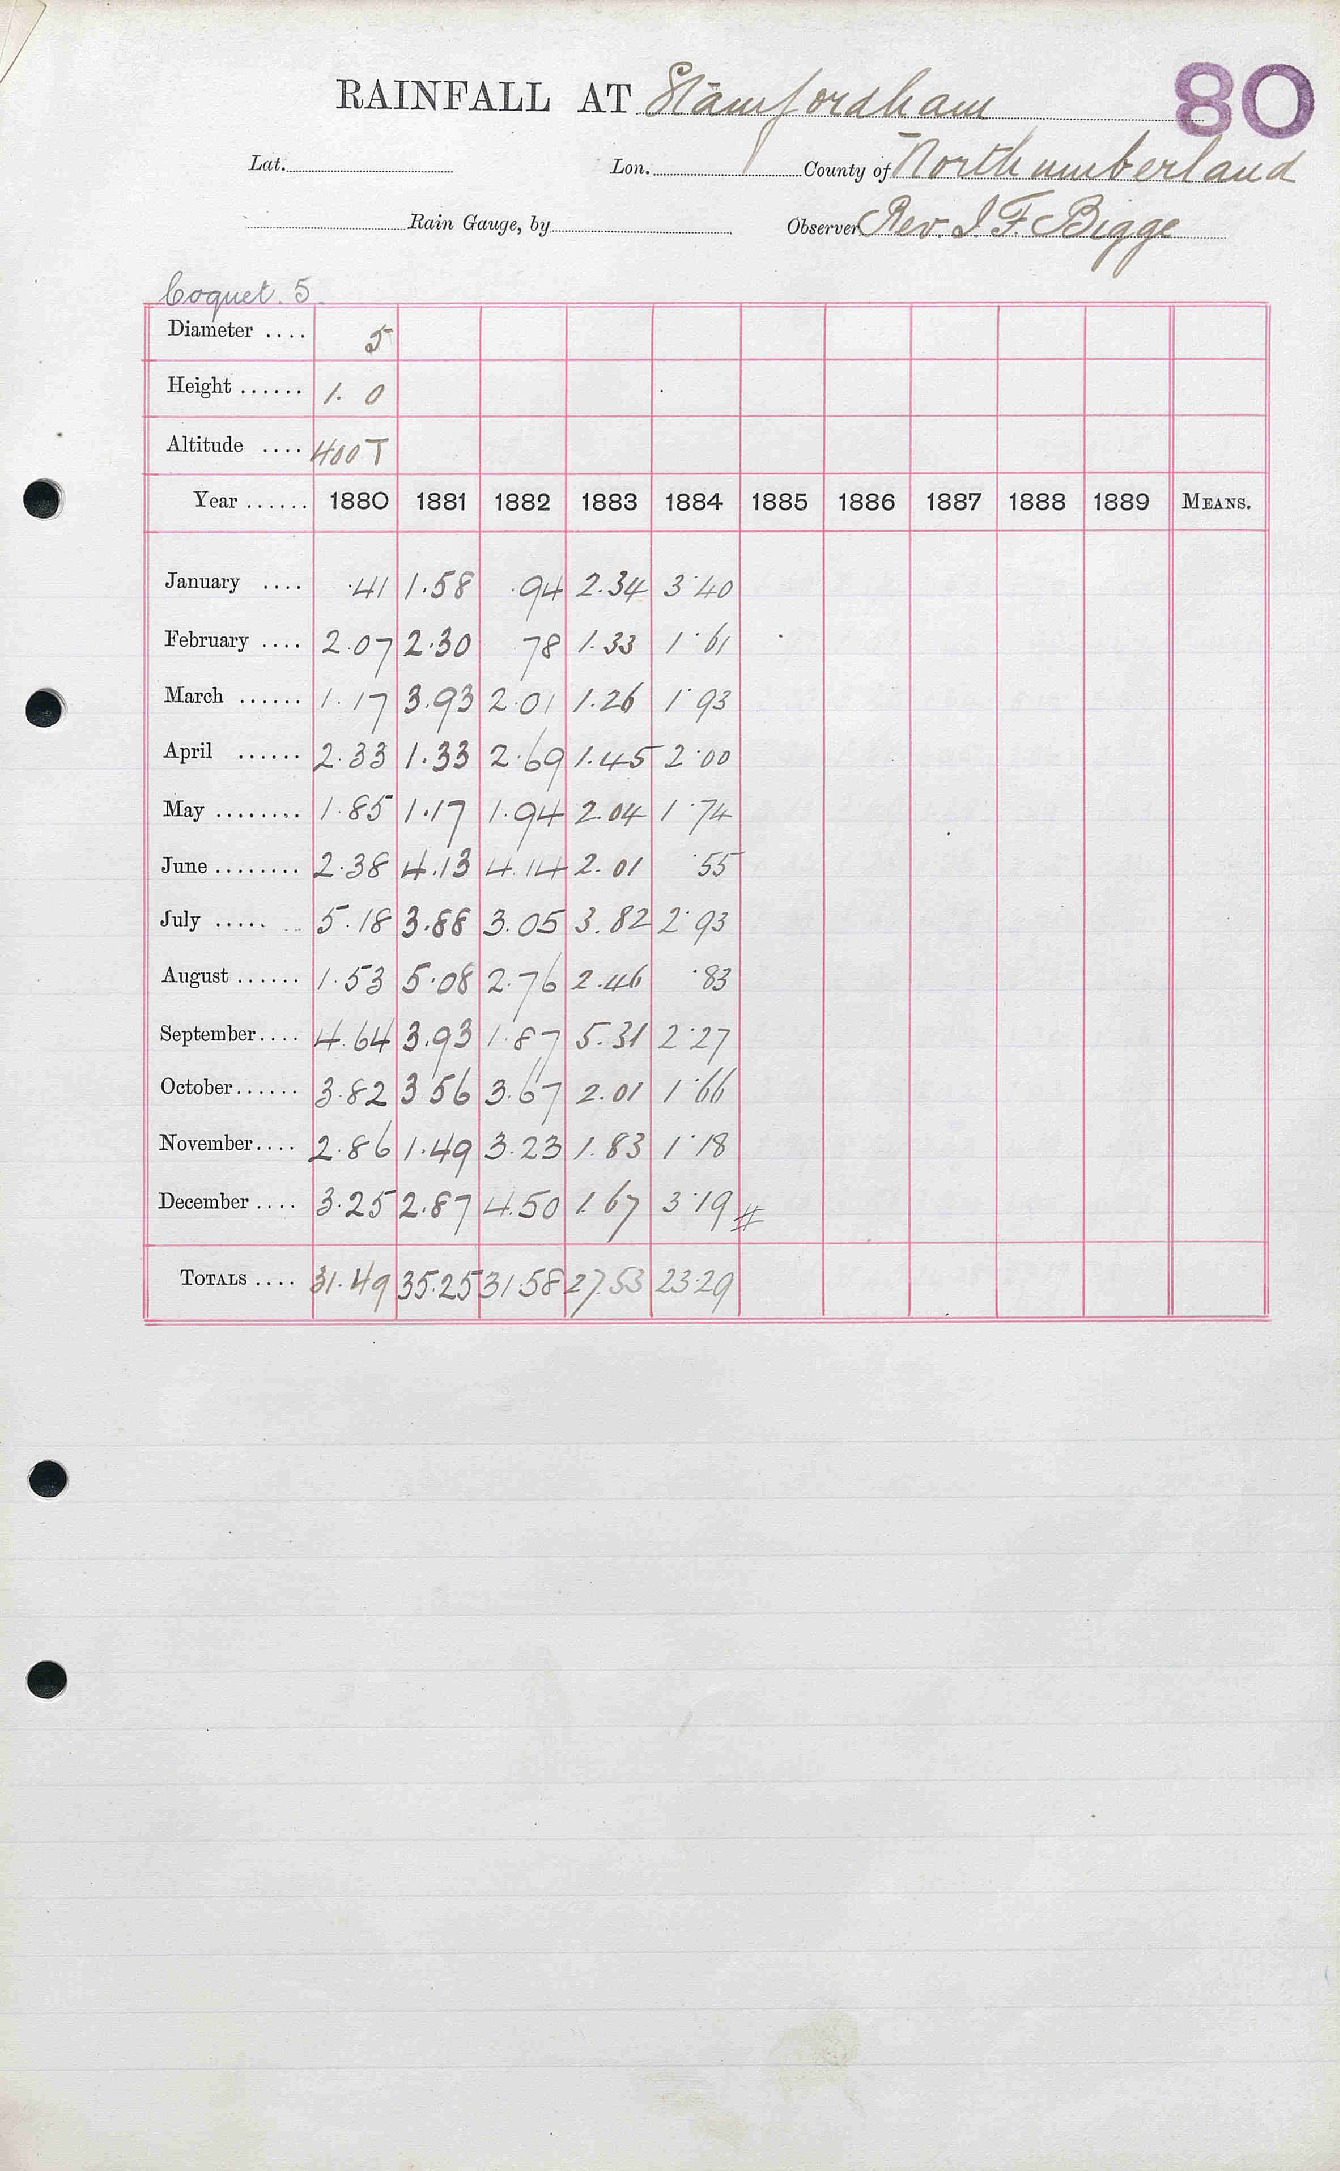 80
RAINFALL AT Stamfordham
Lat. Lon. County of Northumberland
Rain Gauge, by Observer Rev. J. F. Bigge
Coquet. 5.
Diameter .... 5
Height ...... 1. 0
Altitude .... 400 T
Year ...... 1880 1881 1882 1883 1884 1885 1886 1887 1888 1889 MEANS.
January .... .41 1.58 .94 2.34 3.40
February .... 2.07 2.30 78 1.33 1.61
March ...... 1.17 3.93 2.01 1.26 1.93
April ...... 2.33 1.33 2.69 1.45 2.00
May ........ 1.85 1.17 1.94 2.04 1.74
June ........ 2.38 4.13 4.14 2.01 .55
July ..... .. 5.18 3.88 3.05 3.82 2.93
August ...... 1.53 5.08 2.76 2.46 .83
September .... 4.64 3.93 1.87 5.31 2.27
October ...... 3.82 3 56 3.67 2.01 1.66
November .... 2.86 1.49 3.23 1.83 1.18
December .... 3.25 2.87 4.50 1.67 3.19 #
TOTALS .... 31.49 35.25 31.58 27.53 23.29